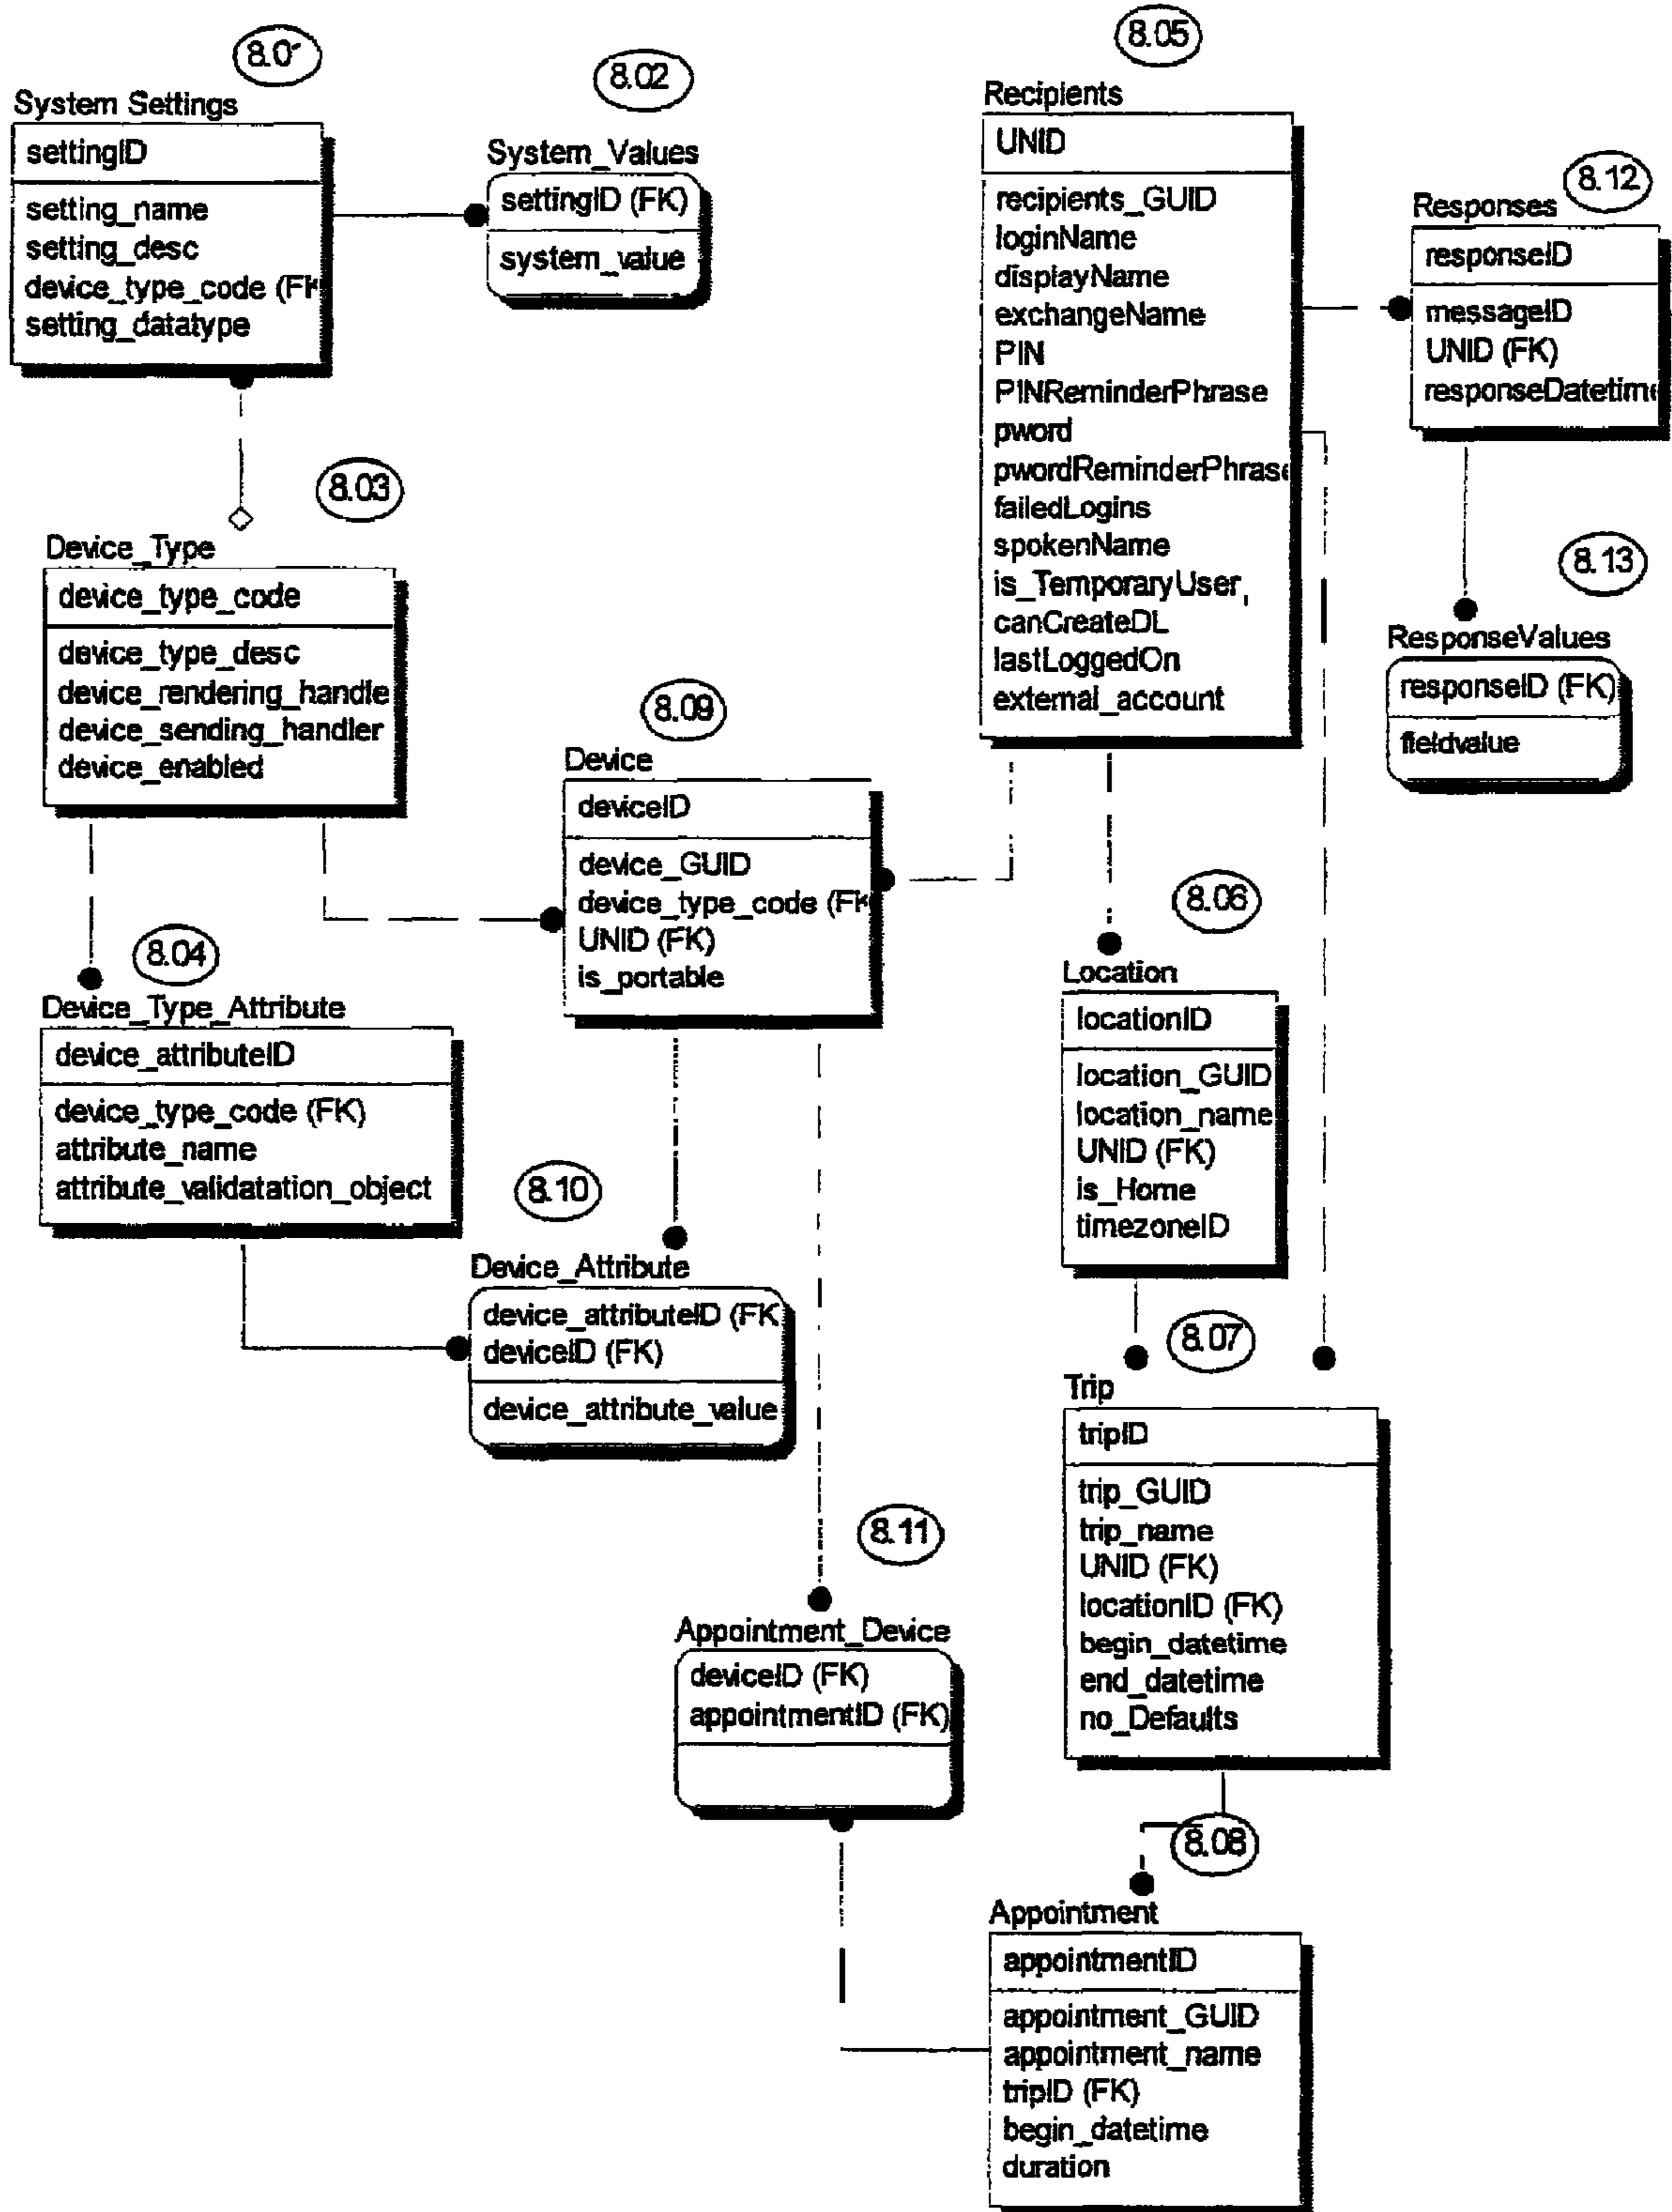 8.01
System Settings
settingID
setting_name
setting_desc
device_type_code (FK
setting_datatype
8.02
System_Values
settingID (FK)
system_value
8.03
Device_Type
device_type_code
device_type_desc
device_rendering_handle
device_sending_handler
device_enabled
8.04
Device_Type_Attribute
device_attributeID
device_type_code (FK)
attribute_name
attribute_validatation_object
8.05
Recipients
UNID
recipients_GUID
loginName
displayName
exchangeName
PIN
PINReminderPhrase
pword
pwordReminderPhrase
failedLogins
spokenName
is_TemporaryUser
canCreateDL
lastLoggedOn
external_account
8.12
Responses
responseID
messageID
UNID (FK)
responseDatetime
8.13
ResponseValues
responseID (FK)
fieldvalue
8.09
Device
deviceID
device_GUID
device_type_code (FK
UNID (FK)
is_portable
8.06
Location
locationID
location_GUID
location_name
UNID (FK)
is_Home
timezoneID
8.10
Device_Attribute
device_attributeID (FK
deviceID (FK)
device_attribute_value
8.07
Trip
tripID
trip_GUID
trip_name
UNID (FK)
locationID (FK)
begin_datetime
end_datetime
no_Defaults
8.11
Appointment_Device
deviceID (FK)
appointmentID (FK)
8.08
Appointment
appointmentID
appointment_GUID
appointment_name
tripID (FK)
begin_datetime
duration